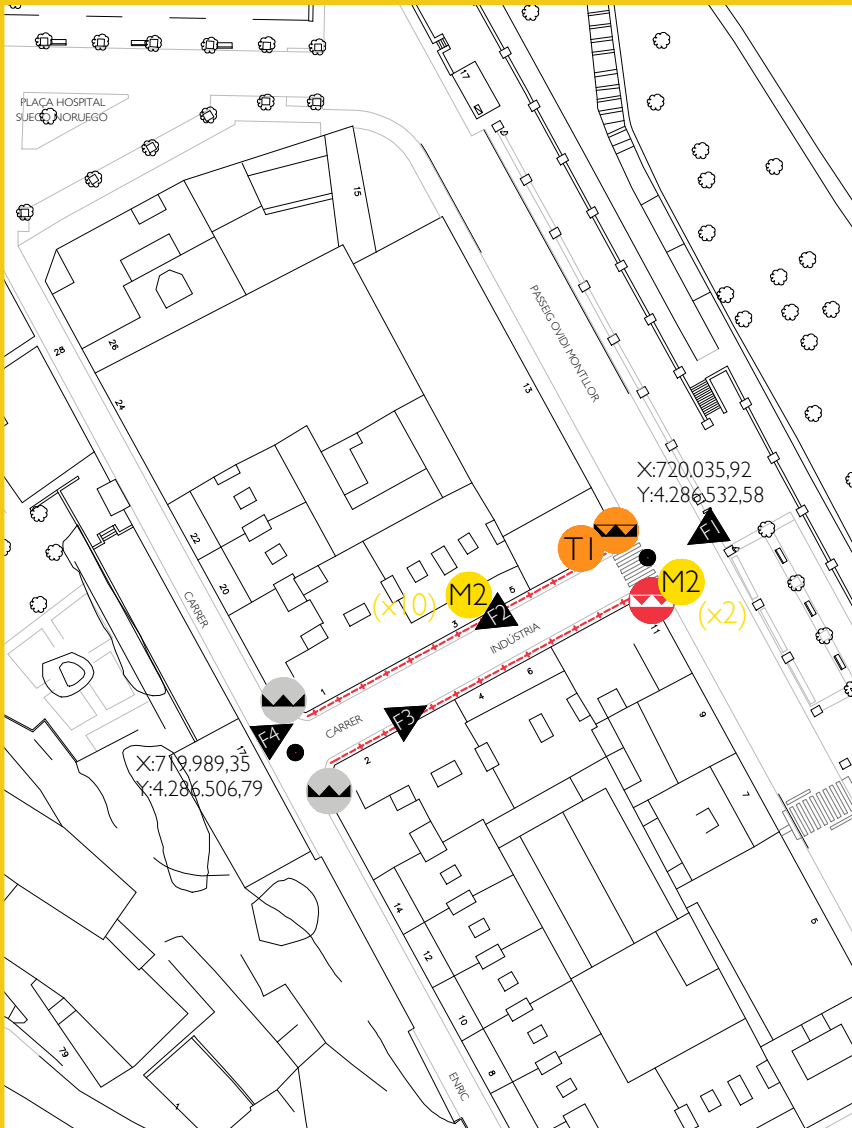 17
PLAÇA HOSPITAL
SUECO NORUEGO
15
PASSEIG OVIDI MONTLLOR
26
28
24
13
X:720.035,92
Y:4.286.532,58
22
F1
T1
20
5
M2
M2
(x10)
(x2)
F2
CARRER
3
INDÚSTRIA
11
6
4
1
CARRER
F3
9
F4
17
2
X:719.989,35
Y:4.286.506,79
7
14
5
12
10
79
8
ENRIC
1